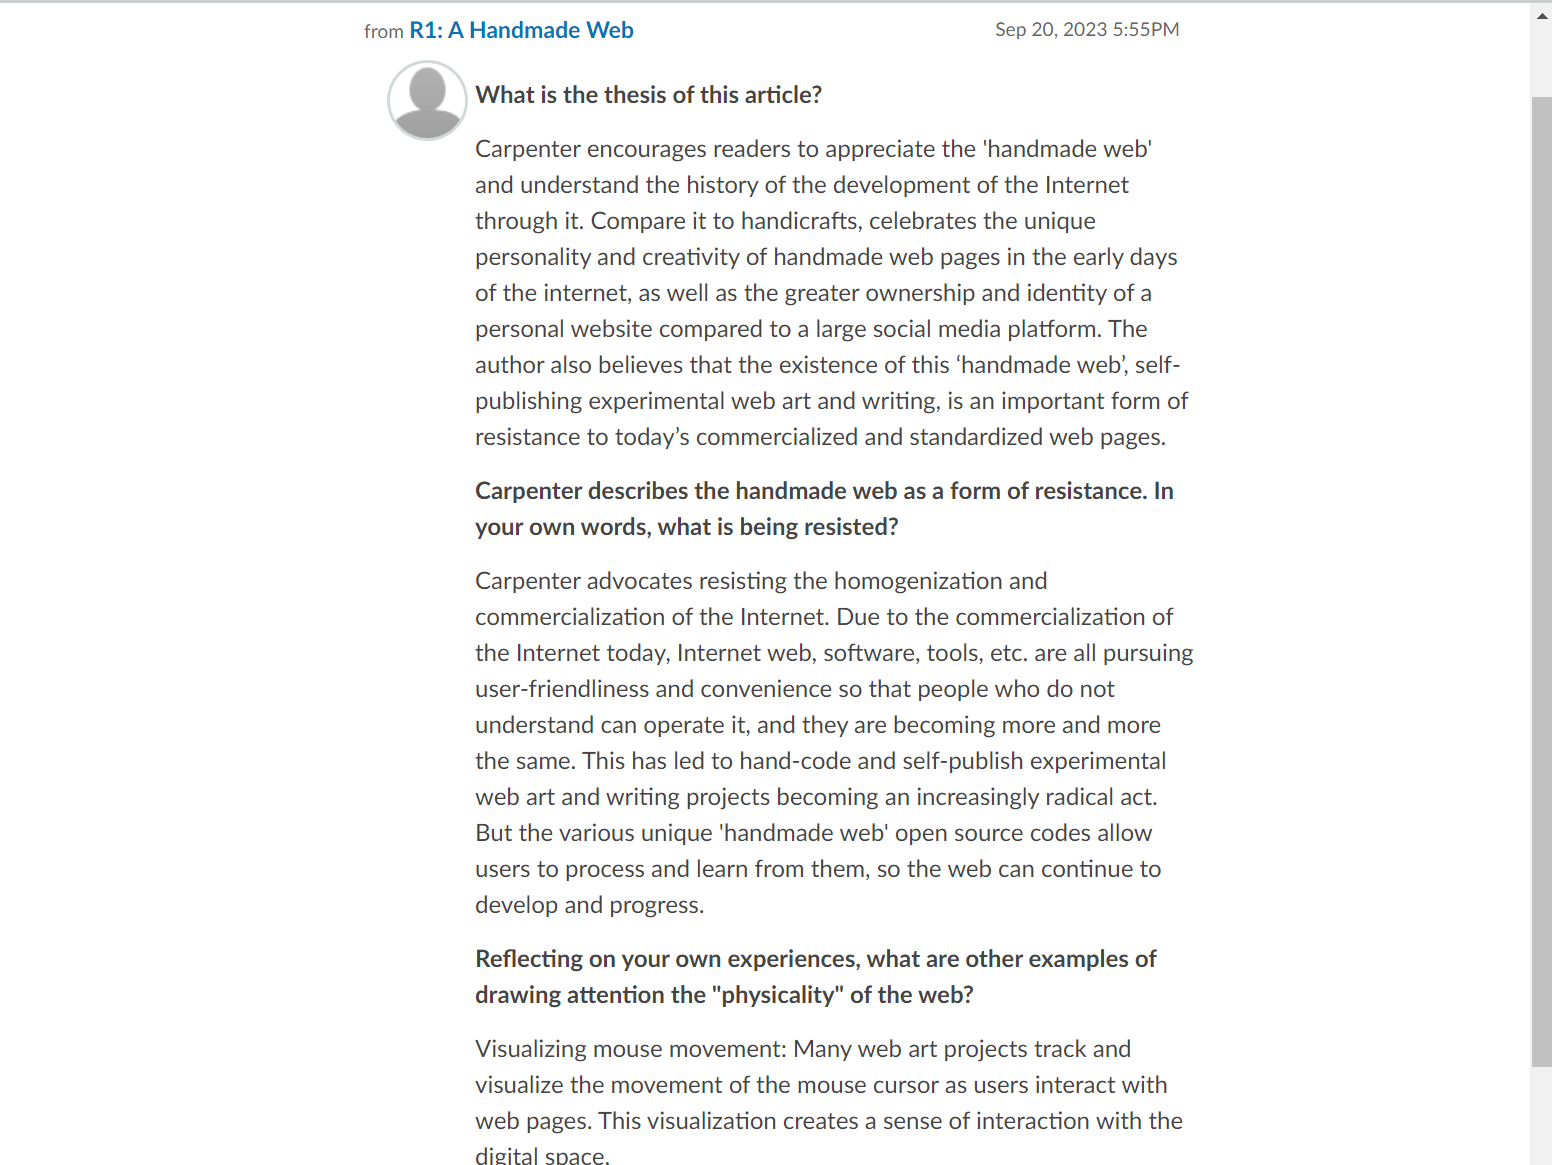 from R1: A Handmade Web
Sep 20, 2023 5:55PM
What is the thesis of this article?
Carpenter encourages readers to appreciate the 'handmade web'
and understand the history of the development of the Internet
through it. Compare it to handicrafts, celebrates the unique
personality and creativity of handmade web pages in the early days
of the internet, as well as the greater ownership and identity of a
personal website compared to a large social media platform. The
author also believes that the existence of this ‘handmade web’, self-
publishing experimental web art and writing, is an important form of
resistance to today’s commercialized and standardized web pages.
Carpenter describes the handmade web as a form of resistance. In
your own words, what is being resisted?
Carpenter advocates resisting the homogenization and
commercialization of the Internet. Due to the commercialization of
the Internet today, Internet web, software, tools, etc. are all pursuing
user-friendliness and convenience so that people who do not
understand can operate it, and they are becoming more and more
the same. This has led to hand-code and self-publish experimental
web art and writing projects becoming an increasingly radical act.
But the various unique 'handmade web' open source codes allow
users to process and learn from them, so the web can continue to
develop and progress.
Reflecting on your own experiences, what are other examples of
drawing attention the "physicality" of the web?
Visualizing mouse movement: Many web art projects track and
visualize the movement of the mouse cursor as users interact with
web pages. This visualization creates a sense of interaction with the
digital space.